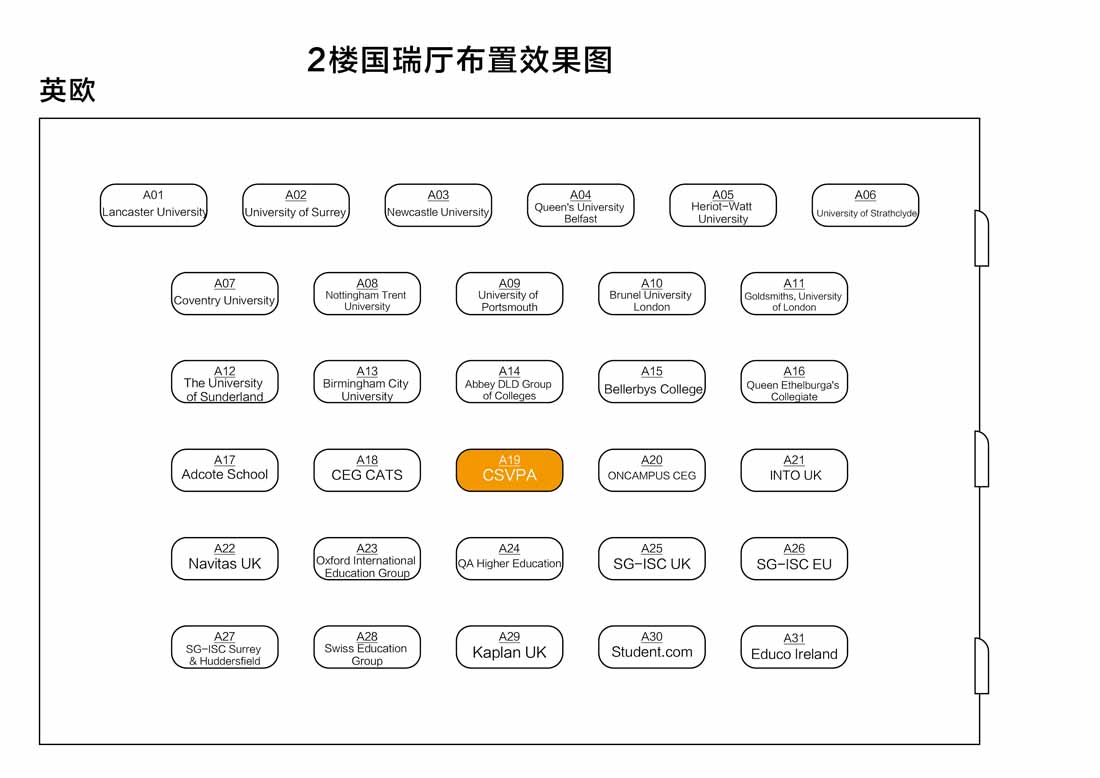 2楼国瑞厅布置效果图
英欧
A01
Lancaster University
A02
University of Surrey
A03
Newcastle University
A04
Queen's University
Belfast
A05
Heriot-Watt
University
A06
University of Strathclyde
A07
Coventry University
A08
Nottingham Trent
University
A09
University of
Portsmouth
A10
Brunel University
London
A11
Goldsmiths, University
of London
A12
The University
of Sunderland
A13
Birmingham City
University
A14
Abbey DLD Group
of Colleges
A15
Bellerbys College
A16
Queen Ethelburga's
Collegiate
A17
Adcote School
A18
CEG CATS
A19
CSVPA
A20
ONCAMPUS CEG
A21
INTO UK
A22
Navitas UK
A23
Oxford International
Education Group
A24
QA Higher Education
A25
SG-ISC UK
A26
SG-ISC EU
A27
SG-ISC Surrey
& Huddersfield
A28
Swiss Education
Group
A29
Kaplan UK
A30
Student.com
A31
Educo Ireland